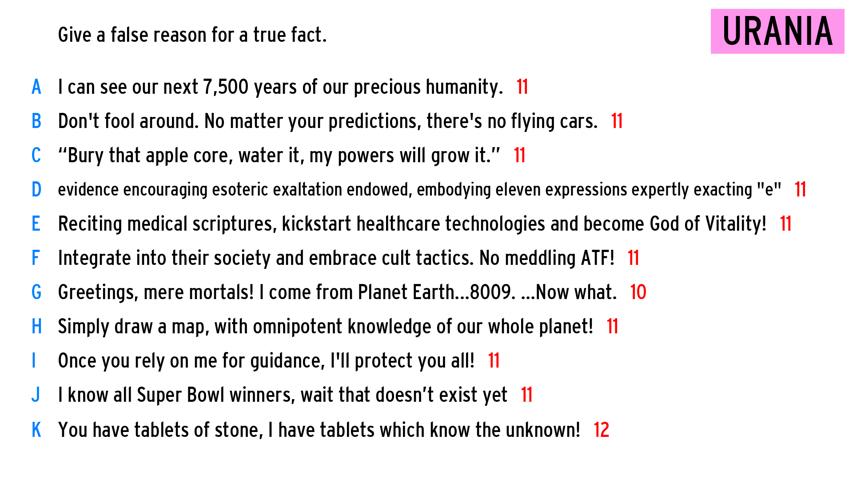 Give a false reason for a true fact.
URANIA
A I can see our next 7,500 years of our precious humanity. 11
B Don't fool around. No matter your predictions, there's no flying cars. 11
C “Bury that apple core, water it, my powers will grow it.” 11
D evidence encouraging esoteric exaltation endowed, embodying eleven expressions expertly exacting "e" 11
E Reciting medical scriptures, kickstart healthcare technologies and become God of Vitality! 11
F Integrate into their society and embrace cult tactics. No meddling ATF! 11
G Greetings, mere mortals! I come from Planet Earth...8009. ...Now what. 10
H Simply draw a map, with omnipotent knowledge of our whole planet! 11
I Once you rely on me for guidance, I'll protect you all! 11
J I know all Super Bowl winners, wait that doesn’t exist yet 11
K You have tablets of stone, I have tablets which know the unknown! 12